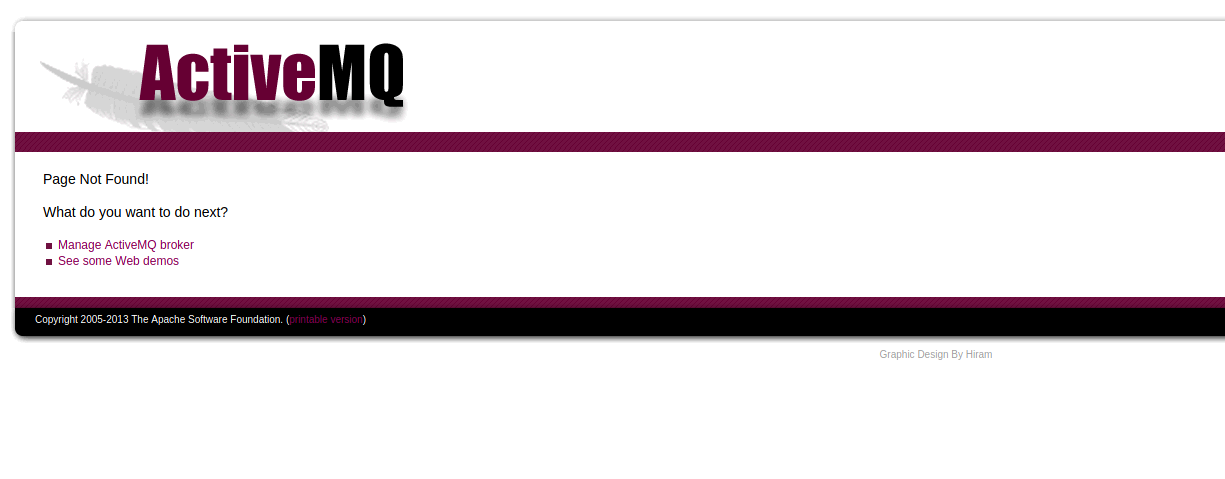 ActiveMQ
Page Not Found!
What do you want to do next?
Manage ActiveMQ broker
See some Web demos
Copyright 2005-2013 The Apache Software Foundation. (printable version)
Graphic Design By Hiram